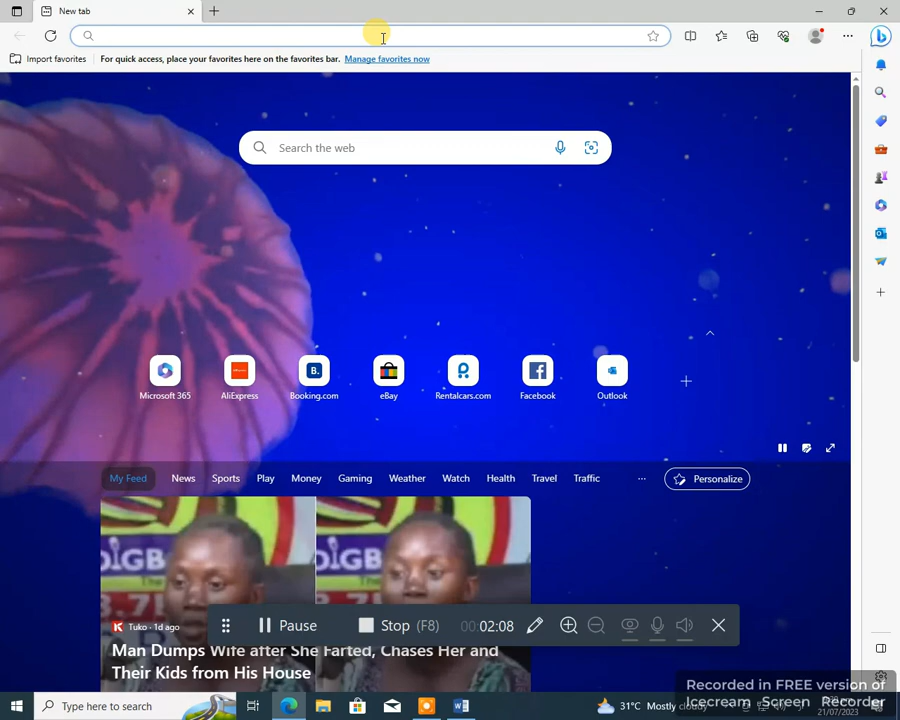 New tab
Import favorites
For quick access, place your favorites here on the favorites bar. Manage favorites now
Search the web
Microsoft 365
AliExpress
Booking.com
eBay
Rentalcars.com
Facebook
Outlook
My Feed
News
Sports
Play
Money
Gaming
Weather
Watch
Health
Travel
Traffic
Personalize
Tuko · 1d ago
Pause
Stop (F8)
00:02:08
Man Dumps Wife after She Farted, Chases Her and
Their Kids from His House
Recorded in FREE version of
Icecream Screen Recorder
Type here to search
31°C Mostly cloudy
21/07/2023